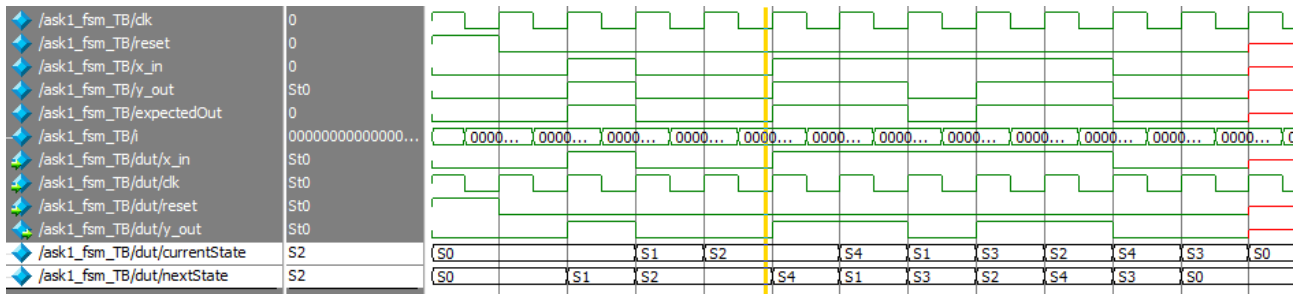 /ask1_fsm_TB/clk 0
/ask1_fsm_TB/reset 0
/ask1_fsm_TB/x_in 0
/ask1_fsm_TB/y_out St0
/ask1_fsm_TB/expectedOut 0
/ask1_fsm_TB/i 00000000000000... 0000... 0000... 0000... 0000... 0000... 0000... 0000... 0000... 0000... 0000... 0000... 0000...
/ask1_fsm_TB/dut/x_in St0
/ask1_fsm_TB/dut/clk St0
/ask1_fsm_TB/dut/reset St0
/ask1_fsm_TB/dut/y_out St0
/ask1_fsm_TB/dut/currentState S2 S0 S1 S2 S4 S1 S3 S2 S4 S3 S0
/ask1_fsm_TB/dut/nextState S2 S0 S1 S2 S4 S1 S3 S2 S4 S3 S0